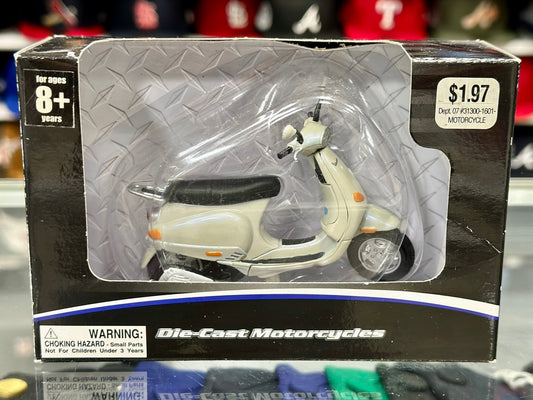 for ages
8+
years
$1.97
Dept. 07 #31300-1601-
MOTORCYCLE
WARNING:
CHOKING HAZARD - Small Parts
Not For Children Under 3 Years
Die-Cast Motorcycles